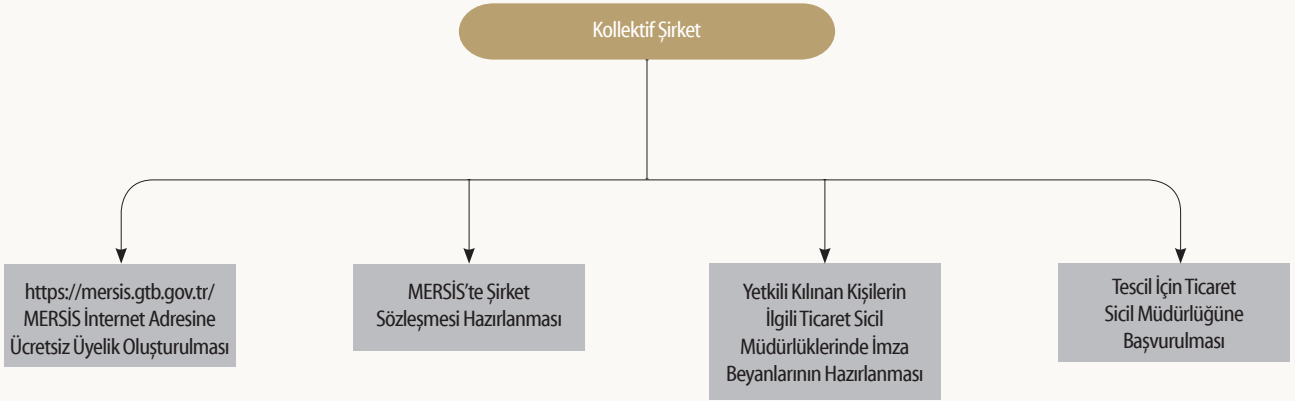 Kollektif Şirket
https://mersis.gtb.gov.tr/
MERSİS İnternet Adresine
Ücretsiz Üyelik Oluşturulması
MERSİS'te Şirket
Sözleşmesi Hazırlanması
Yetkili Kılınan Kişilerin
İlgili Ticaret Sicil
Müdürlüklerinde İmza
Beyanlarının Hazırlanması
Tescil İçin Ticaret
Sicil Müdürlüğüne
Başvurulması